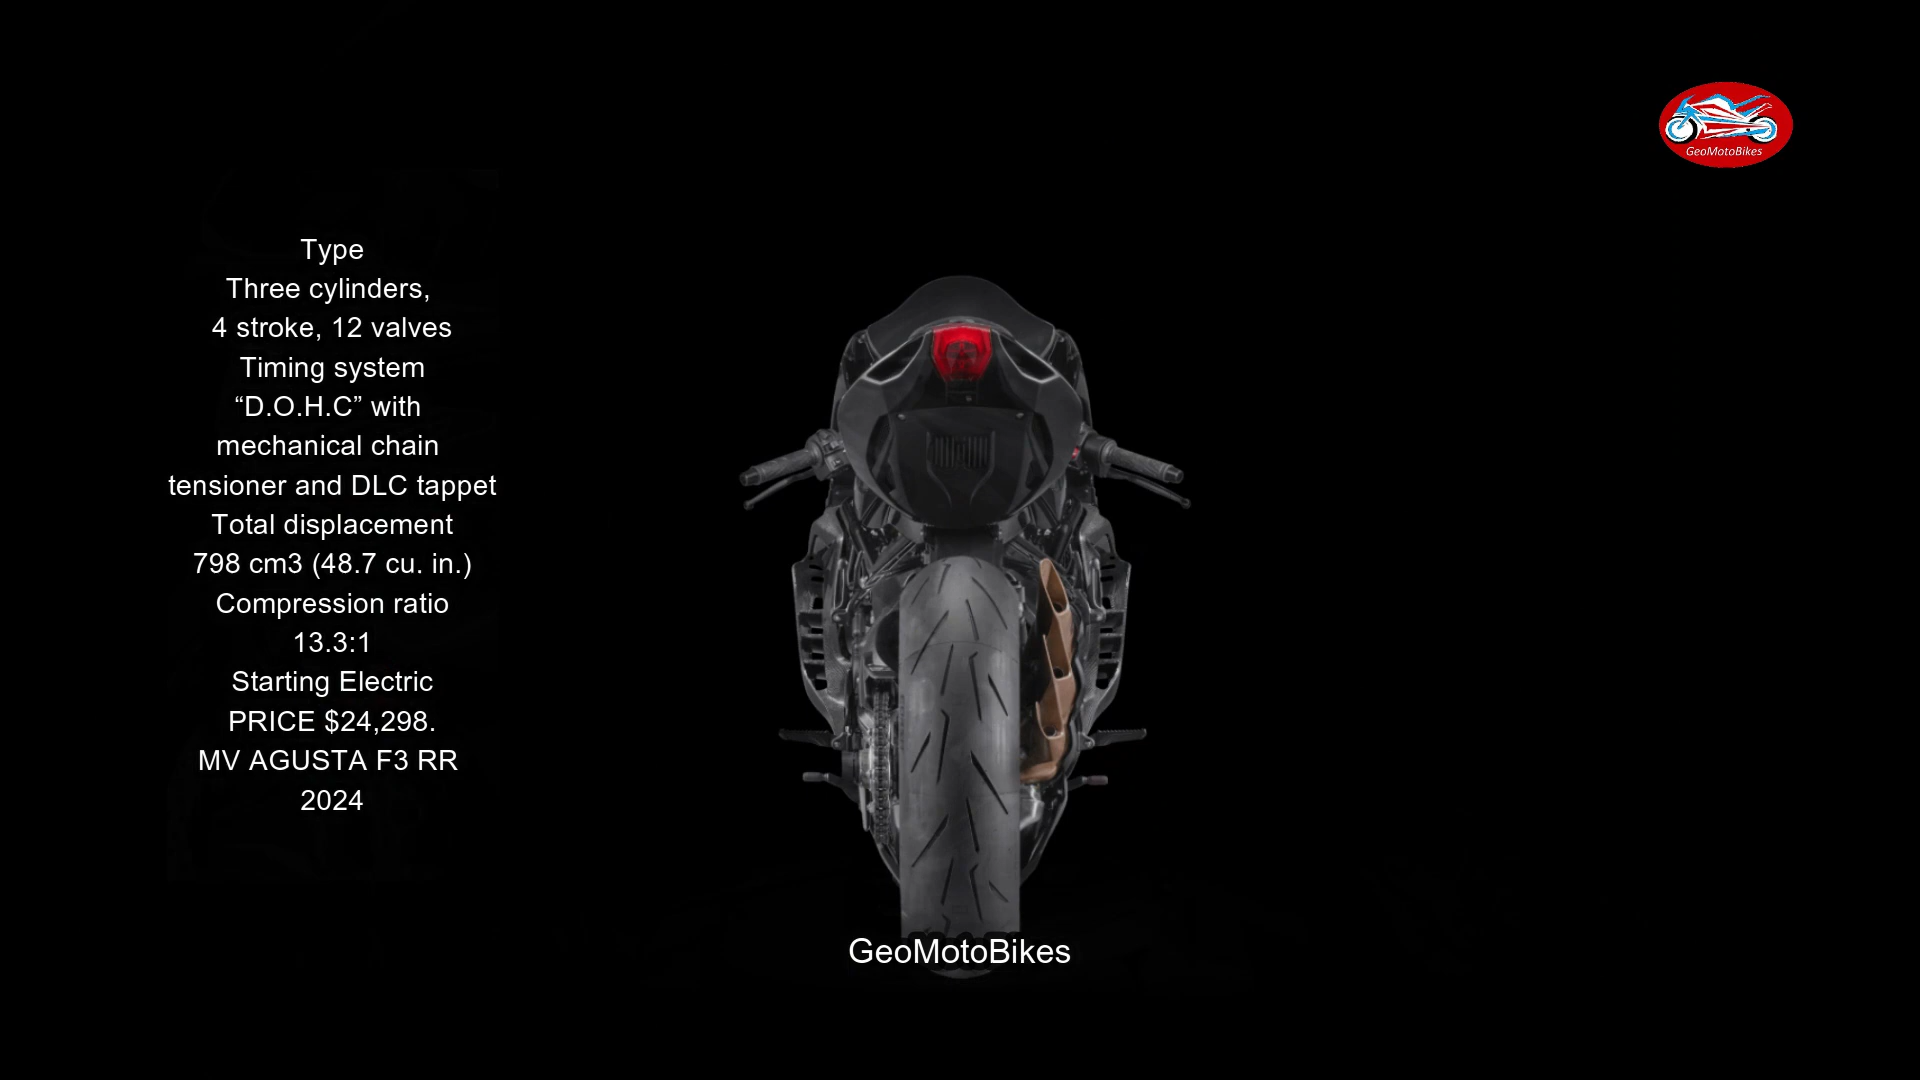 GeoMotoBikes
Type
Three cylinders,
4 stroke, 12 valves
Timing system
“D.O.H.C” with
mechanical chain
tensioner and DLC tappet
Total displacement
798 cm3 (48.7 cu. in.)
Compression ratio
13.3:1
Starting Electric
PRICE $24,298.
MV AGUSTA F3 RR
2024
GeoMotoBikes